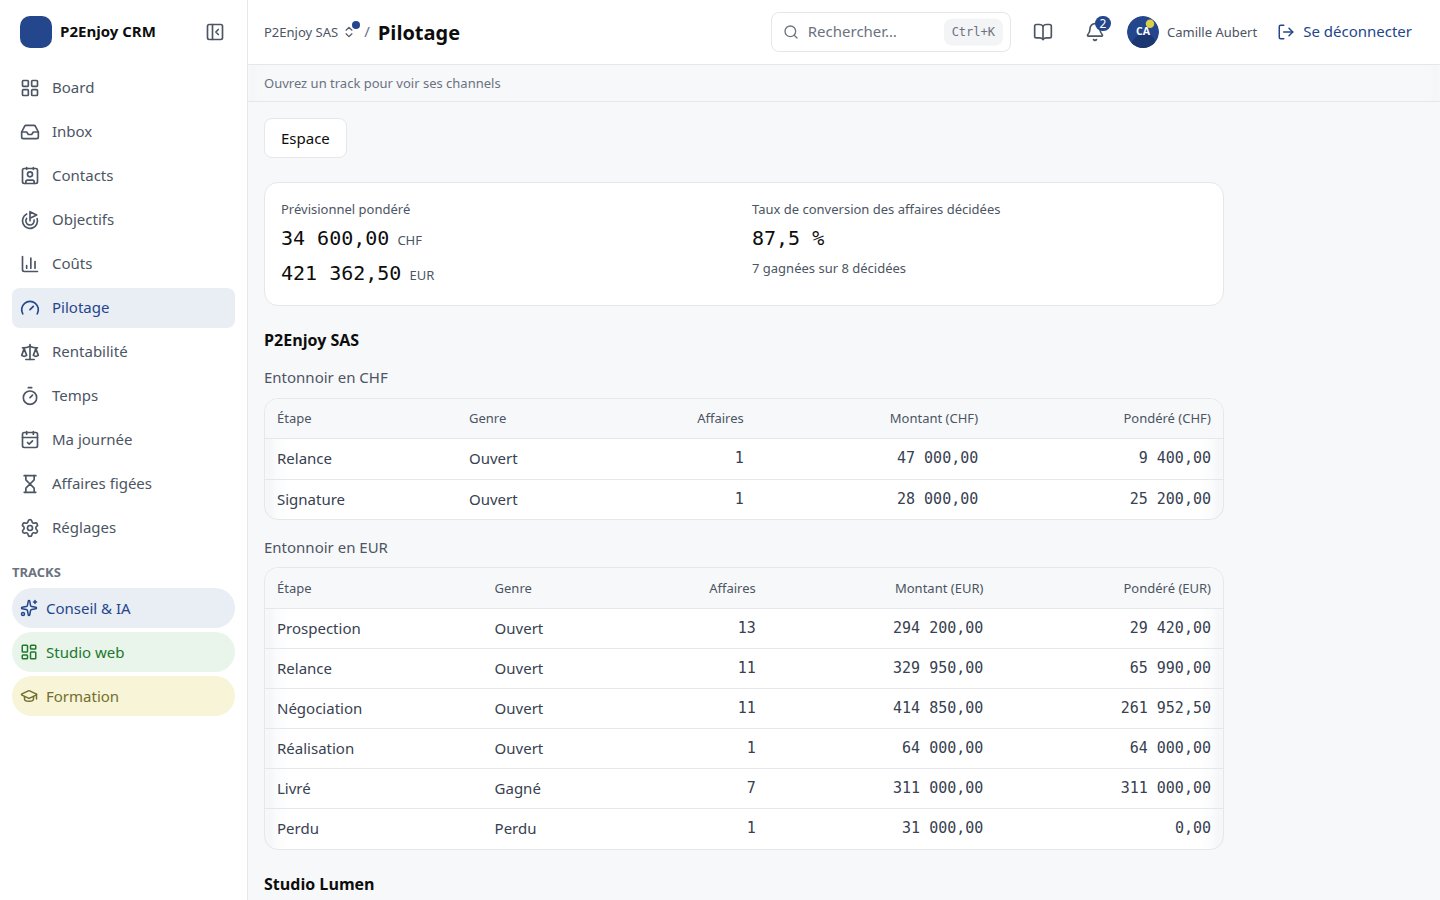 P2Enjoy CRM
Board
Inbox
Contacts
Objectifs
Coûts
Pilotage
Rentabilité
Temps
Ma journée
Affaires figées
Réglages
TRACKS
Conseil & IA
Studio web
Formation
P2Enjoy SAS / Pilotage
Rechercher... Ctrl+K
2
CA Camille Aubert
Se déconnecter
Ouvrez un track pour voir ses channels
Espace
Prévisionnel pondéré
34 600,00 CHF
421 362,50 EUR
Taux de conversion des affaires décidées
87,5 %
7 gagnées sur 8 décidées
P2Enjoy SAS
Entonnoir en CHF
Étape Genre Affaires Montant (CHF) Pondéré (CHF)
Relance Ouvert 1 47 000,00 9 400,00
Signature Ouvert 1 28 000,00 25 200,00
Entonnoir en EUR
Étape Genre Affaires Montant (EUR) Pondéré (EUR)
Prospection Ouvert 13 294 200,00 29 420,00
Relance Ouvert 11 329 950,00 65 990,00
Négociation Ouvert 11 414 850,00 261 952,50
Réalisation Ouvert 1 64 000,00 64 000,00
Livré Gagné 7 311 000,00 311 000,00
Perdu Perdu 1 31 000,00 0,00
Studio Lumen